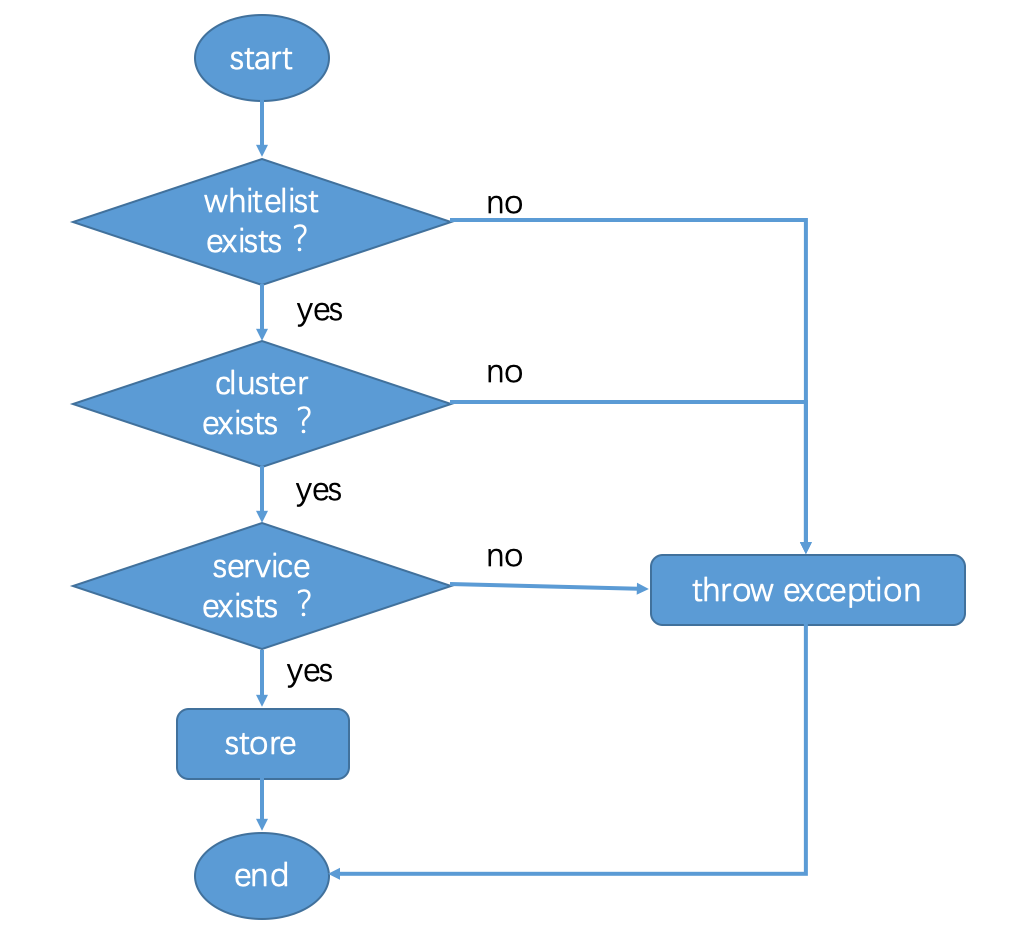 start
whitelist
exists ？
no
yes
cluster
exists ？
no
yes
service
exists ？
no
throw exception
yes
store
end